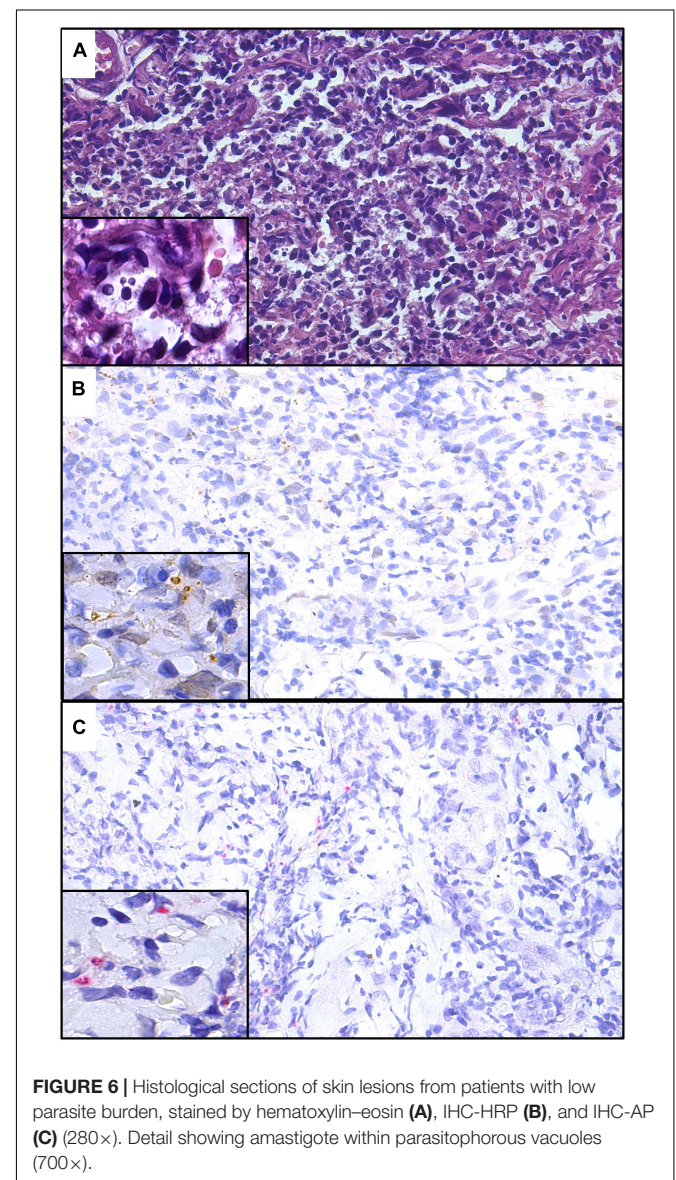 A
B
C
FIGURE 6 | Histological sections of skin lesions from patients with low
parasite burden, stained by hematoxylin–eosin (A), IHC-HRP (B), and IHC-AP
(C) (280×). Detail showing amastigote within parasitophorous vacuoles
(700×).